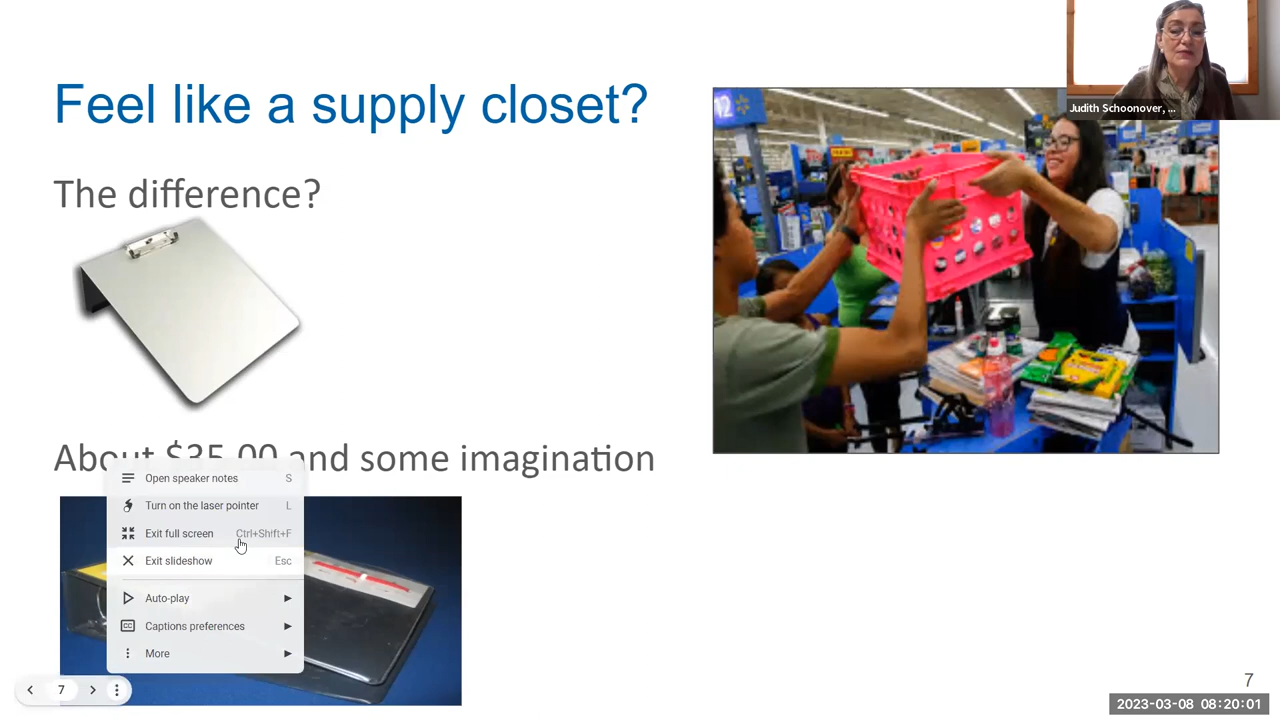 Feel like a supply closet?
The difference?
12
Judith Schoonover, ...
About $35.00 and some imagination
Open speaker notes S
Turn on the laser pointer L
Exit full screen Ctrl+Shift+F
Exit slideshow Esc
Auto-play
CC Captions preferences
More
7
7
2023-03-08 08:20:01